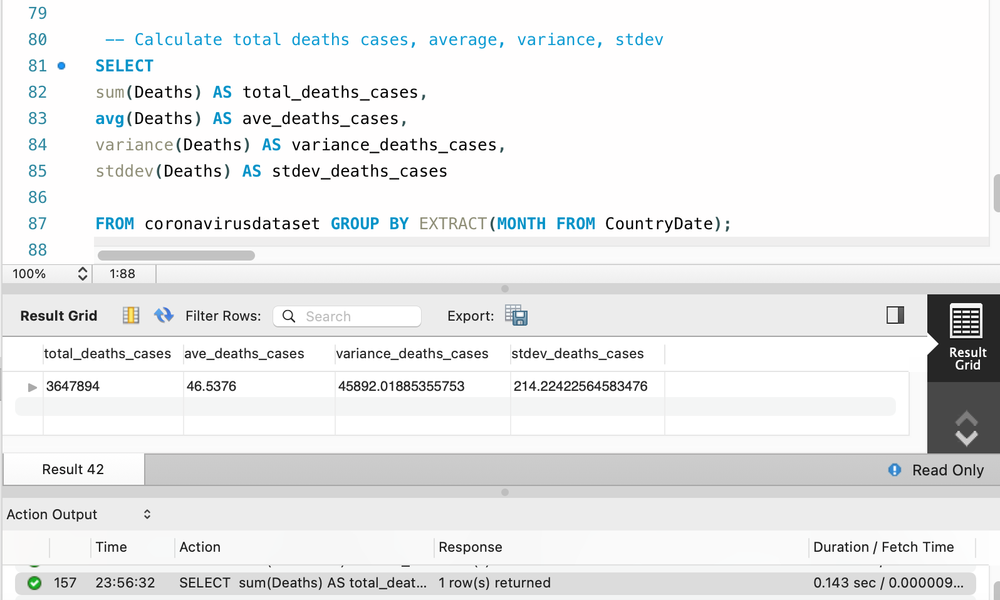 79
80 -- Calculate total deaths cases, average, variance, stdev
81 SELECT
82 sum(Deaths) AS total_deaths_cases,
83 avg(Deaths) AS ave_deaths_cases,
84 variance(Deaths) AS variance_deaths_cases,
85 stddev(Deaths) AS stdev_deaths_cases
86
87 FROM coronavirusdataset GROUP BY EXTRACT(MONTH FROM CountryDate);
88
100% 1:88
Result Grid Filter Rows: Search Export:
Result Grid
total_deaths_cases ave_deaths_cases variance_deaths_cases stdev_deaths_cases
3647894 46.5376 45892.01885355753 214.22422564583476
Result 42 Read Only
Action Output
Time Action Response Duration / Fetch Time
157 23:56:32 SELECT sum(Deaths) AS total_deat... 1 row(s) returned 0.143 sec / 0.000009...